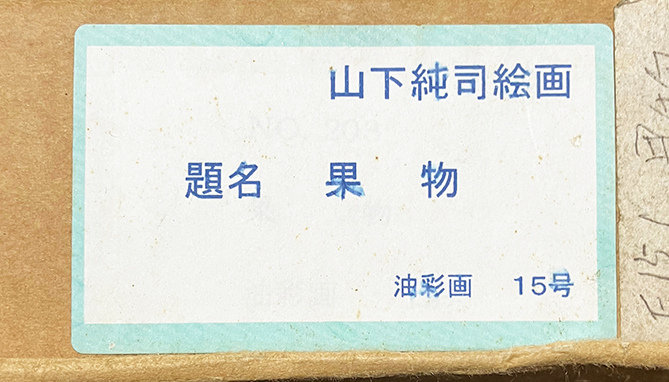 山下純司絵画
題名 果 物
油彩画 15号